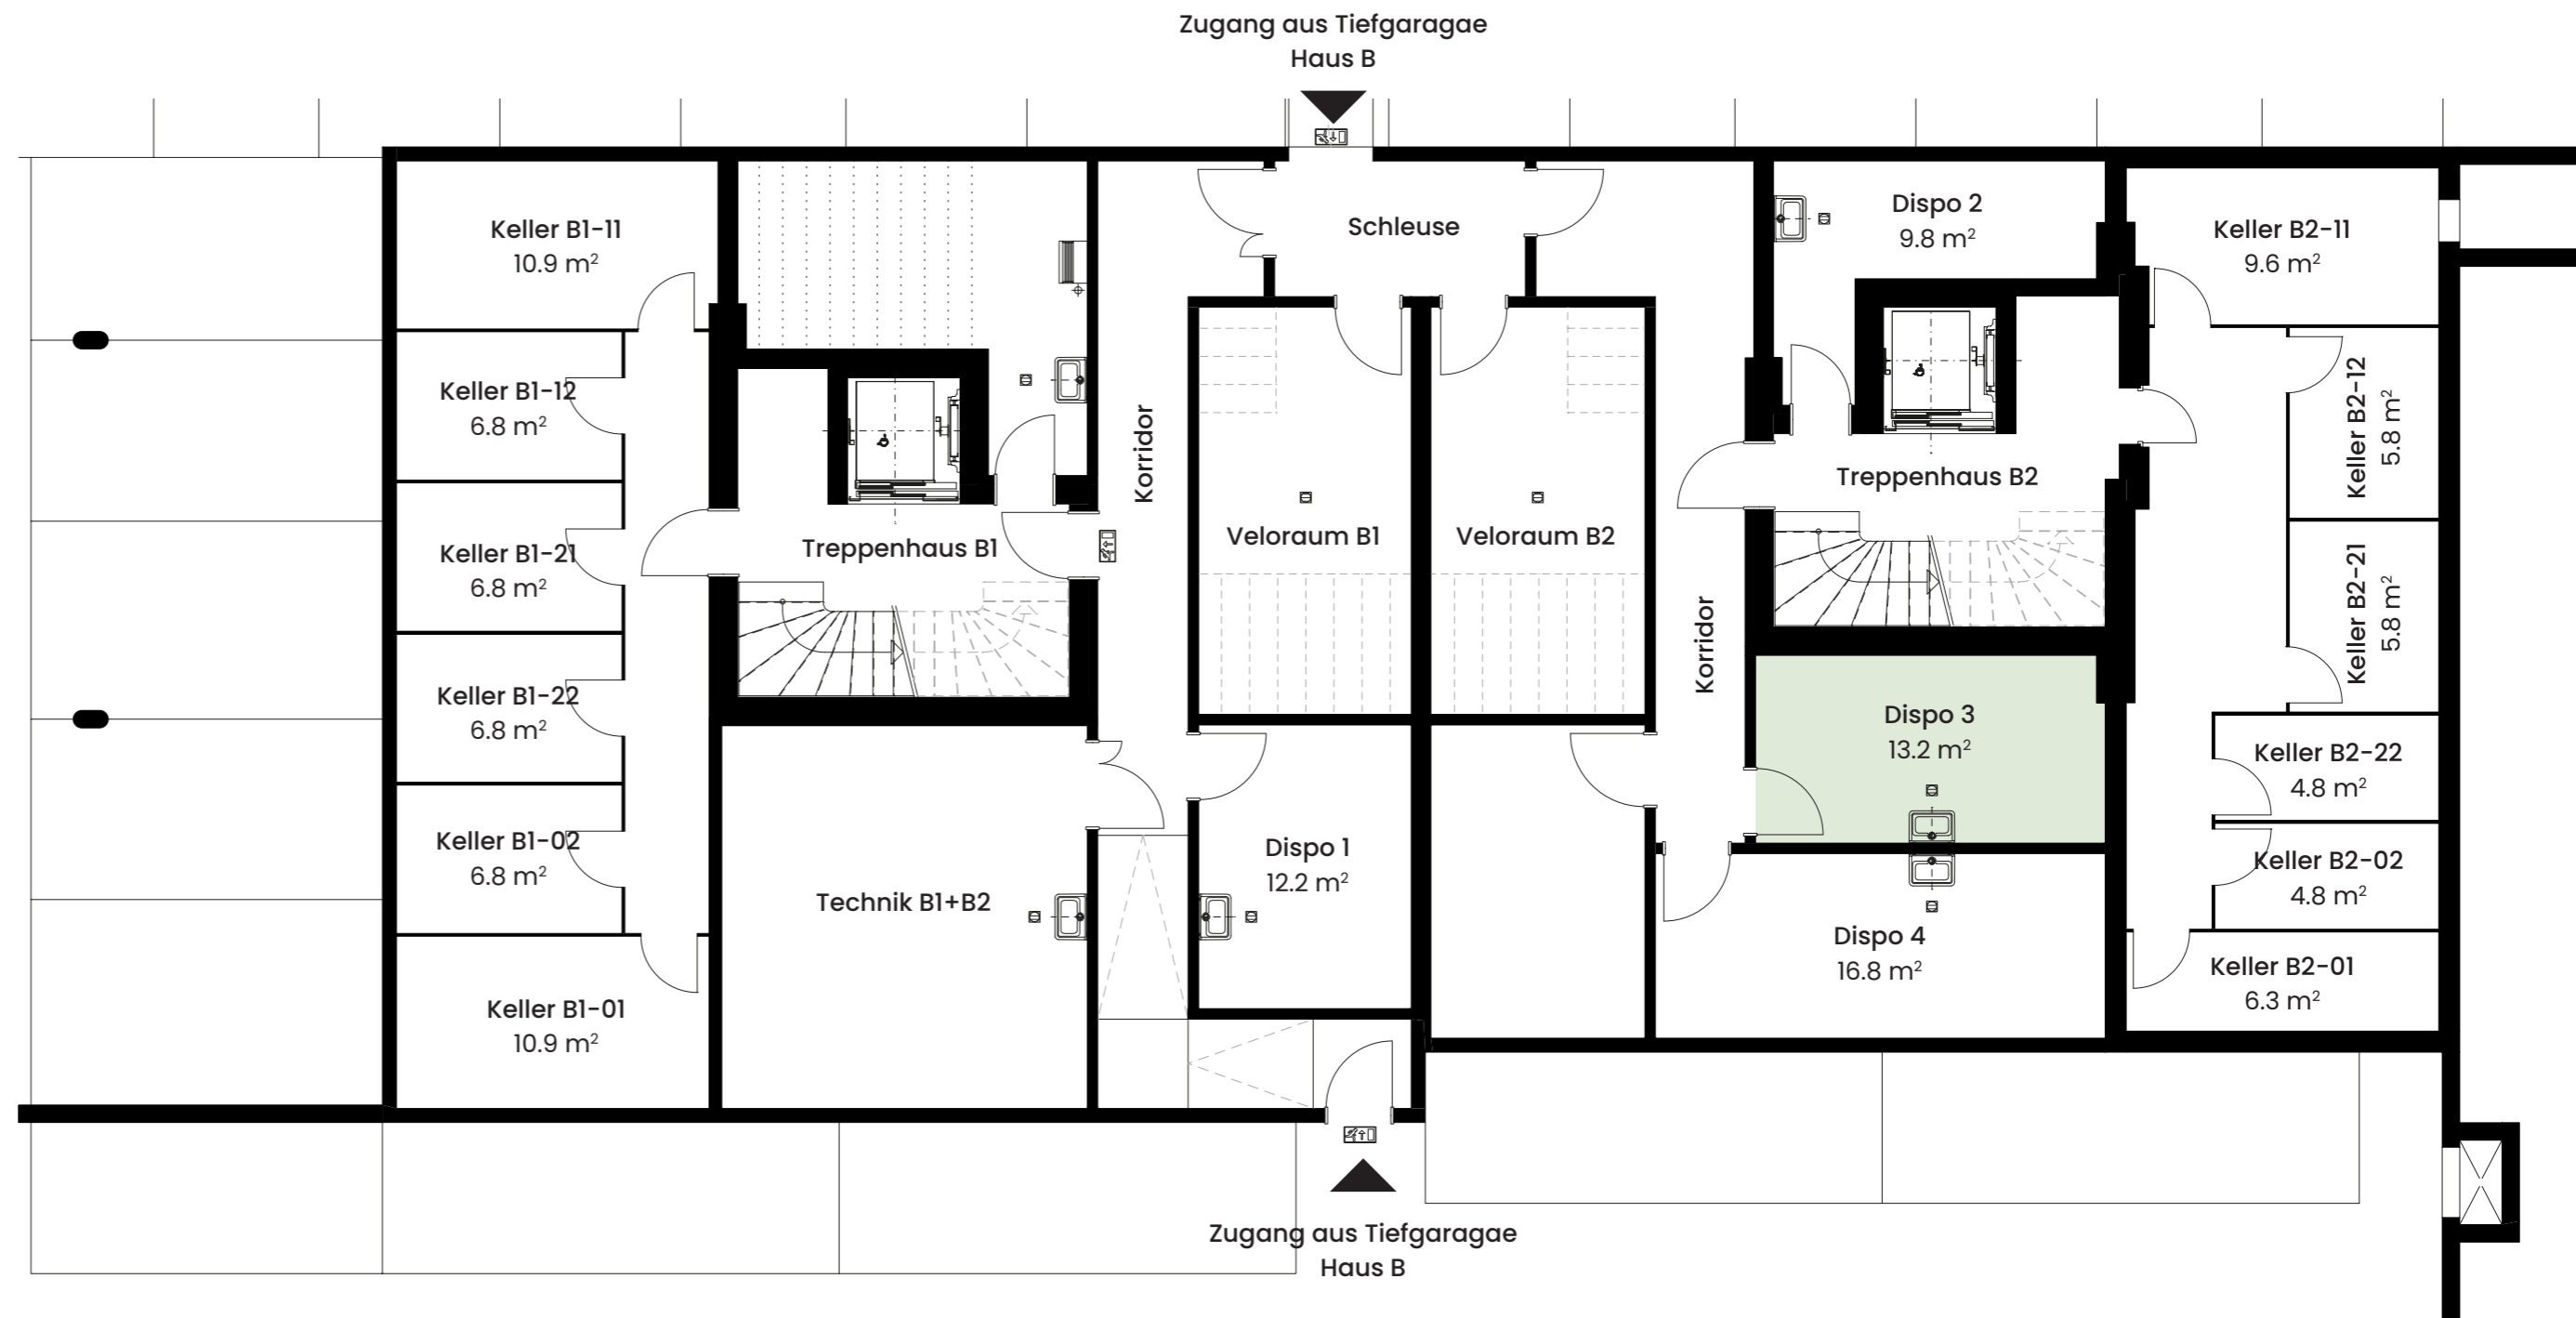 Zugang aus Tiefgaragae
Haus B
Keller B1-11
10.9 m²
Keller B1-12
6.8 m²
Keller B1-21
6.8 m²
Keller B1-22
6.8 m²
Keller B1-02
6.8 m²
Keller B1-01
10.9 m²
Treppenhaus B1
Technik B1+B2
Korridor
Schleuse
Veloraum B1
Veloraum B2
Dispo 1
12.2 m²
Korridor
Dispo 2
9.8 m²
Treppenhaus B2
Dispo 3
13.2 m²
Dispo 4
16.8 m²
Keller B2-11
9.6 m²
Keller B2-12
5.8 m²
Keller B2-21
5.8 m²
Keller B2-22
4.8 m²
Keller B2-02
4.8 m²
Keller B2-01
6.3 m²
Zugang aus Tiefgaragae
Haus B